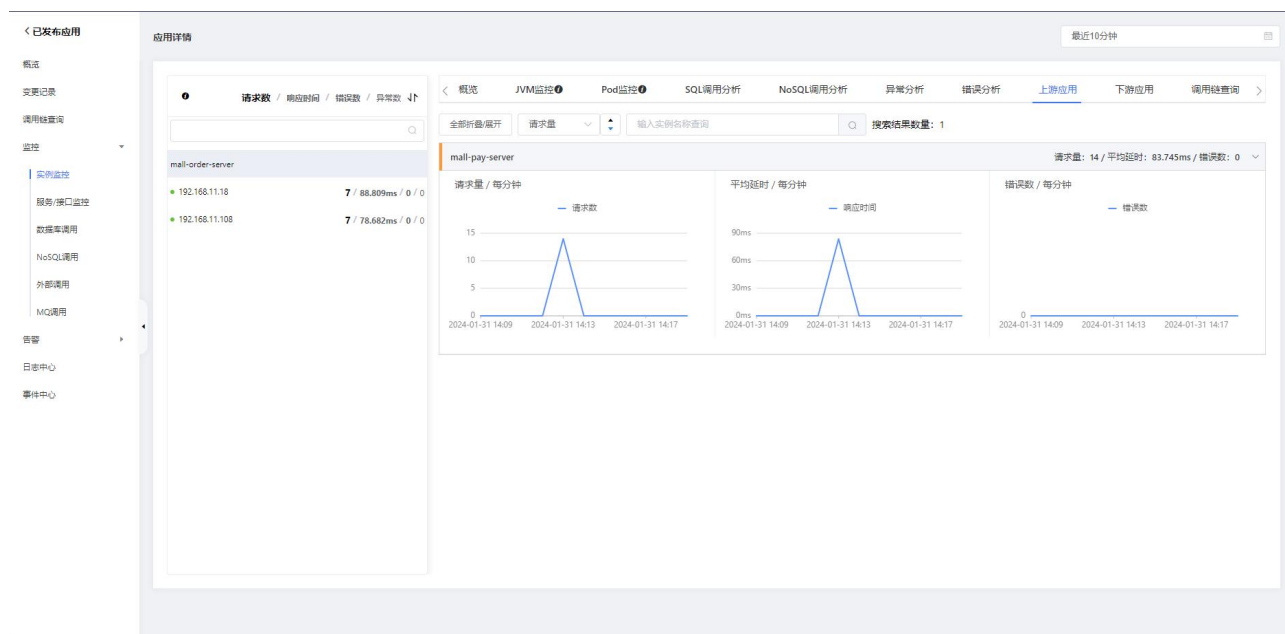 已发布应用
概览
变更记录
调用链查询
监控
实例监控
服务/接口监控
数据库调用
NoSQL调用
外部调用
MQ调用
告警
日志中心
事件中心
应用详情
最近10分钟
请求数 / 响应时间 / 错误数 / 异常数
mall-order-server
192.168.11.18 7 / 88.809ms / 0 / 0
192.168.11.108 7 / 78.682ms / 0 / 0
概览 JVM监控 Pod监控 SQL调用分析 NoSQL调用分析 异常分析 错误分析 上游应用 下游应用 调用链查询
全部折叠/展开 请求量 输入实例名称查询 搜索结果数量：1
mall-pay-server 请求量：14 / 平均延时：83.745ms / 错误数：0
请求量 / 每分钟
请求数
15
10
5
0
2024-01-31 14:09 2024-01-31 14:13 2024-01-31 14:17
平均延时 / 每分钟
响应时间
90ms
60ms
30ms
0ms
2024-01-31 14:09 2024-01-31 14:13 2024-01-31 14:17
错误数 / 每分钟
错误数
0
2024-01-31 14:09 2024-01-31 14:13 2024-01-31 14:17